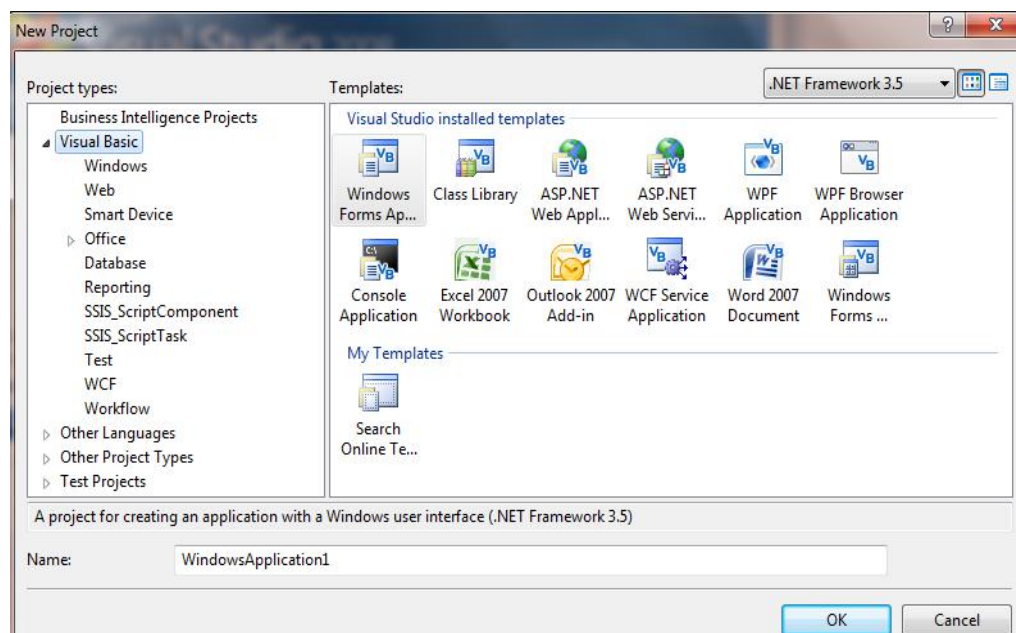 New Project
Project types:
Templates:
.NET Framework 3.5
Business Intelligence Projects
Visual Basic
Windows
Web
Smart Device
Office
Database
Reporting
SSIS_ScriptComponent
SSIS_ScriptTask
Test
WCF
Workflow
Other Languages
Other Project Types
Test Projects
Visual Studio installed templates
Windows
Forms Ap...
Class Library
ASP.NET
Web Appl...
ASP.NET
Web Servi...
WPF
Application
WPF Browser
Application
Console
Application
Excel 2007
Workbook
Outlook 2007
Add-in
WCF Service
Application
Word 2007
Document
Windows
Forms ...
My Templates
Search
Online Te...
A project for creating an application with a Windows user interface (.NET Framework 3.5)
Name:
WindowsApplication1
OK
Cancel